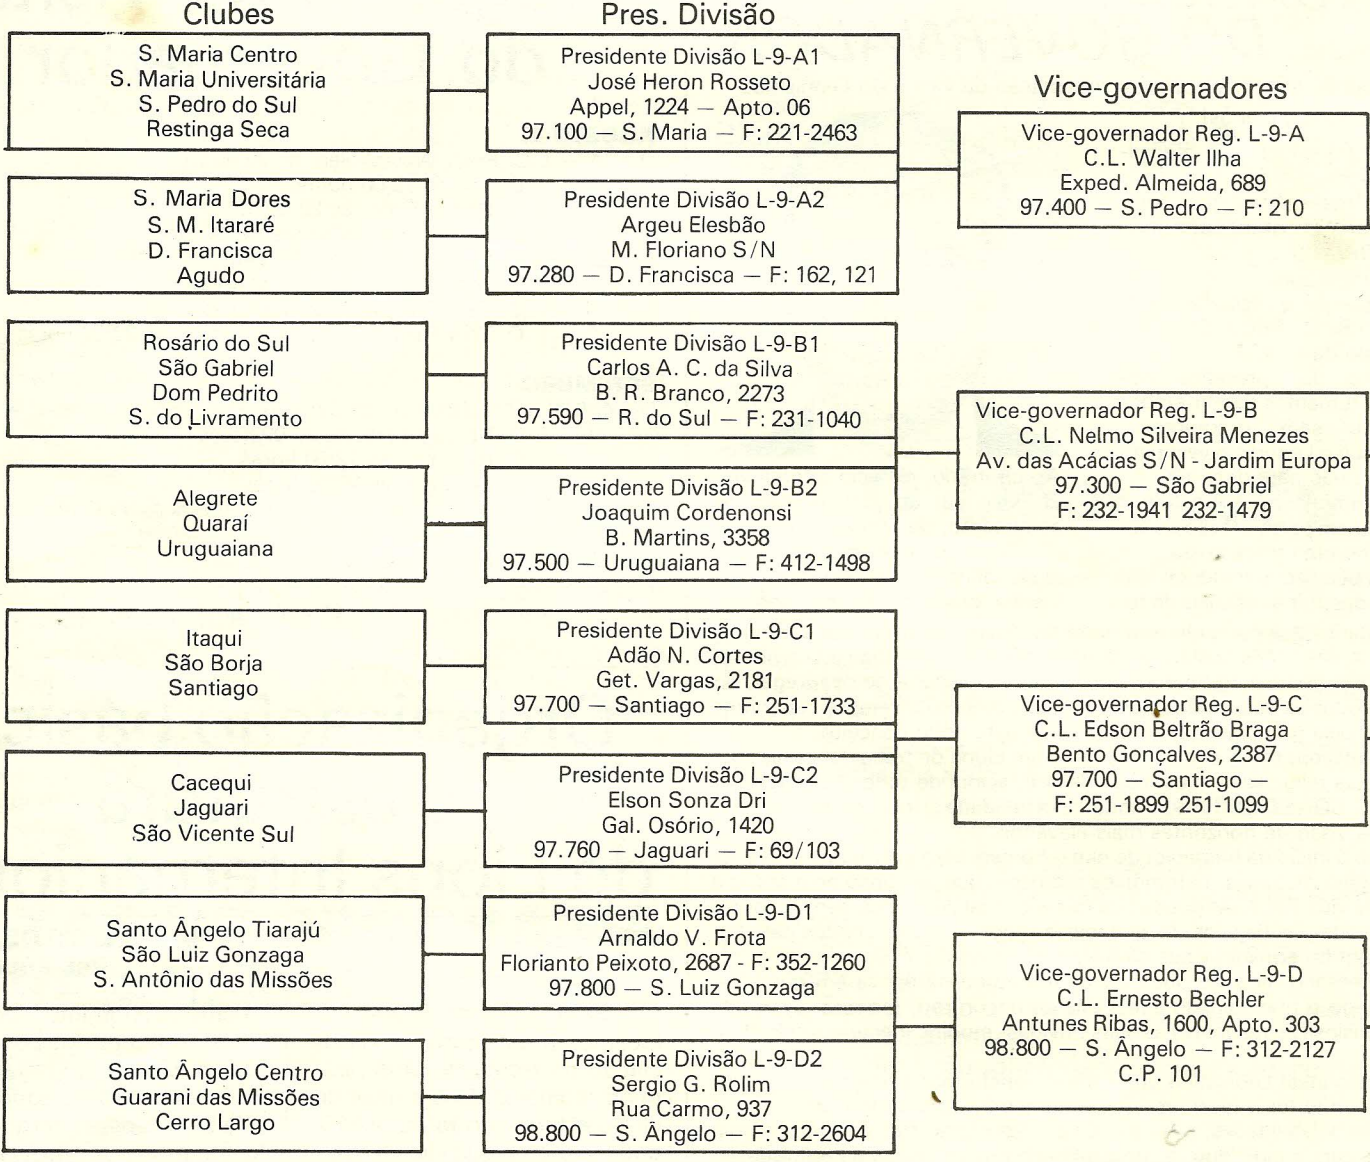 Clubes
S. Maria Centro
S. Maria Universitária
S. Pedro do Sul
Restinga Seca
S. Maria Dores
S. M. Itararé
D. Francisca
Agudo
Rosário do Sul
São Gabriel
Dom Pedrito
S. do Livramento
Alegrete
Quaraí
Uruguaiana
Itaqui
São Borja
Santiago
Cacequi
Jaguari
São Vicente Sul
Santo Ângelo Tiarajú
São Luiz Gonzaga
S. Antônio das Missões
Santo Ângelo Centro
Guarani das Missões
Cerro Largo
Pres. Divisão
Presidente Divisão L-9-A1
José Heron Rosseto
Appel, 1224 — Apto. 06
97.100 — S. Maria — F: 221-2463
Presidente Divisão L-9-A2
Argeu Elesbão
M. Floriano S/N
97.280 — D. Francisca — F: 162, 121
Presidente Divisão L-9-B1
Carlos A. C. da Silva
B. R. Branco, 2273
97.590 — R. do Sul — F: 231-1040
Presidente Divisão L-9-B2
Joaquim Cordenonsi
B. Martins, 3358
97.500 — Uruguaiana — F: 412-1498
Presidente Divisão L-9-C1
Adão N. Cortes
Get. Vargas, 2181
97.700 — Santiago — F: 251-1733
Presidente Divisão L-9-C2
Elson Sonza Dri
Gal. Osório, 1420
97.760 — Jaguari — F: 69/103
Presidente Divisão L-9-D1
Arnaldo V. Frota
Florianto Peixoto, 2687 - F: 352-1260
97.800 — S. Luiz Gonzaga
Presidente Divisão L-9-D2
Sergio G. Rolim
Rua Carmo, 937
98.800 — S. Ângelo — F: 312-2604
Vice-governadores
Vice-governador Reg. L-9-A
C.L. Walter Ilha
Exped. Almeida, 689
97.400 — S. Pedro — F: 210
Vice-governador Reg. L-9-B
C.L. Nelmo Silveira Menezes
Av. das Acácias S/N - Jardim Europa
97.300 — São Gabriel
F: 232-1941 232-1479
Vice-governador Reg. L-9-C
C.L. Edson Beltrão Braga
Bento Gonçalves, 2387
97.700 — Santiago —
F: 251-1899 251-1099
Vice-governador Reg. L-9-D
C.L. Ernesto Bechler
Antunes Ribas, 1600, Apto. 303
98.800 — S. Ângelo — F: 312-2127
C.P. 101